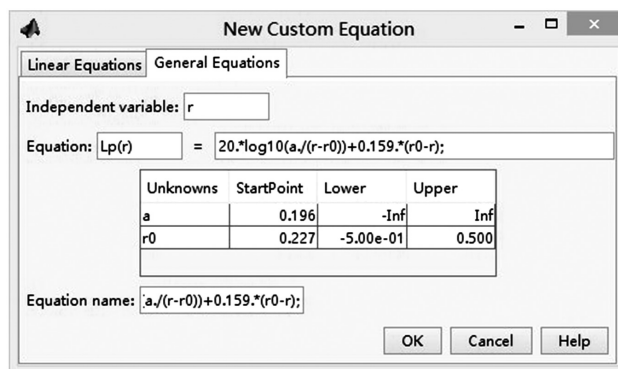 New Custom Equation
Linear Equations General Equations
Independent variable: r
Equation: Lp(r) = 20.*log10(a./(r-r0))+0.159.*(r0-r);
Unknowns StartPoint Lower Upper
a 0.196 -Inf Inf
r0 0.227 -5.00e-01 0.500
Equation name: a./(r-r0))+0.159.*(r0-r);
OK Cancel Help